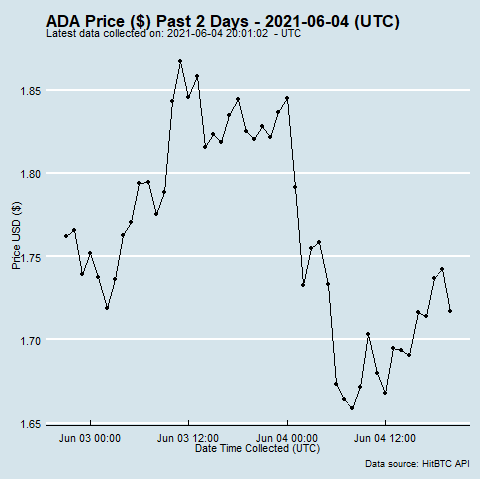 ADA Price ($) Past 2 Days - 2021-06-04 (UTC)
Latest data collected on: 2021-06-04 20:01:02 - UTC
1.85
1.80
1.75
1.70
1.65
Price USD ($)
Jun 03 00:00 Jun 03 12:00 Jun 04 00:00 Jun 04 12:00
Date Time Collected (UTC)
Data source: HitBTC API